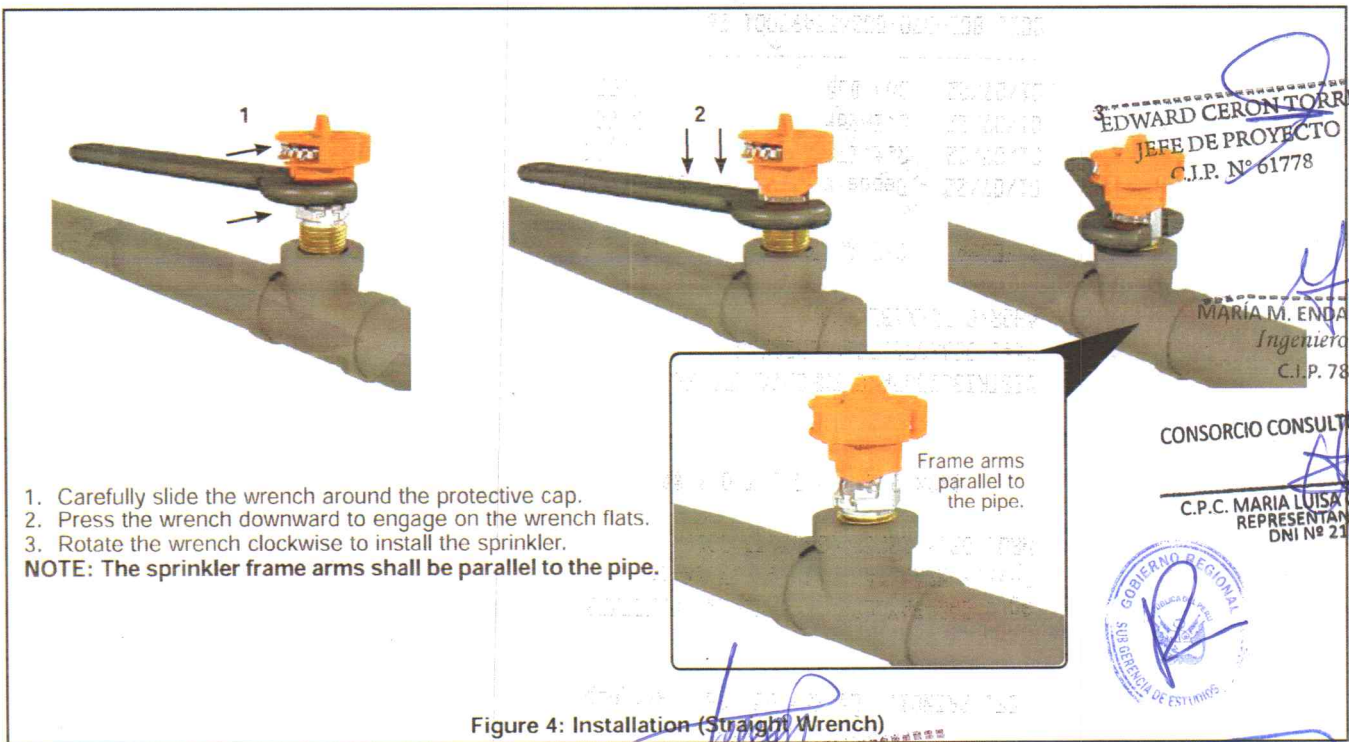 1
2
3
EDWARD CERON TORR
JEFE DE PROYECTO
C.I.P. N° 61778
MARÍA M. ENDA
Ingeniero
C.I.P. 78
CONSORCIO CONSULT
C.P.C. MARIA LUISA
REPRESENTAN
DNI Nº 21
Frame arms
parallel to
the pipe.
1. Carefully slide the wrench around the protective cap.
2. Press the wrench downward to engage on the wrench flats.
3. Rotate the wrench clockwise to install the sprinkler.
NOTE: The sprinkler frame arms shall be parallel to the pipe.
GOBIERNO REGIONAL
SUB GERENCIA DE ESTUDIOS
Figure 4: Installation (Straight Wrench)